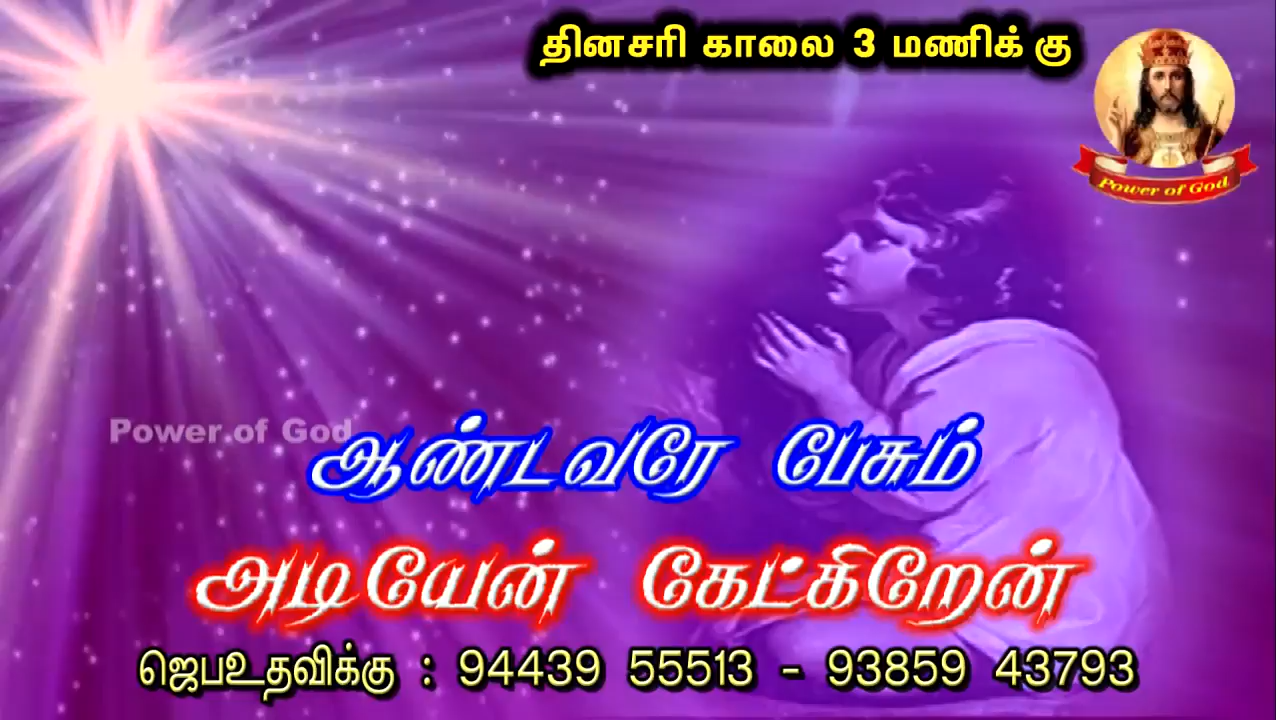 தினசரி காலை 3 மணிக்கு
Power of God
Power of God
ஆண்டவரே பேசும்
அடியேன் கேட்கிறேன்
ஜெபஉதவிக்கு : 94439 55513 - 93859 43793